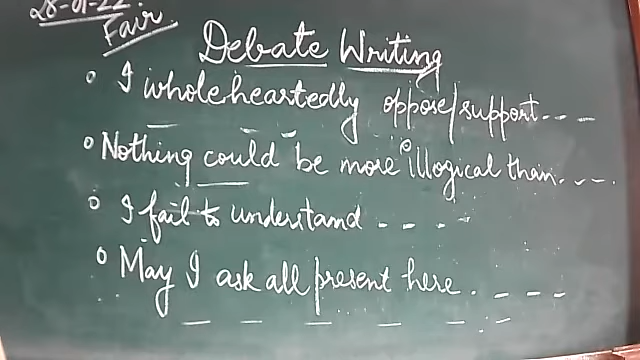 28-01-22.
Fair
Debate Writing
• I wholeheartedly oppose/support....
• Nothing could be more illogical than....
• I fail to understand ....
• May I ask all present here. ...